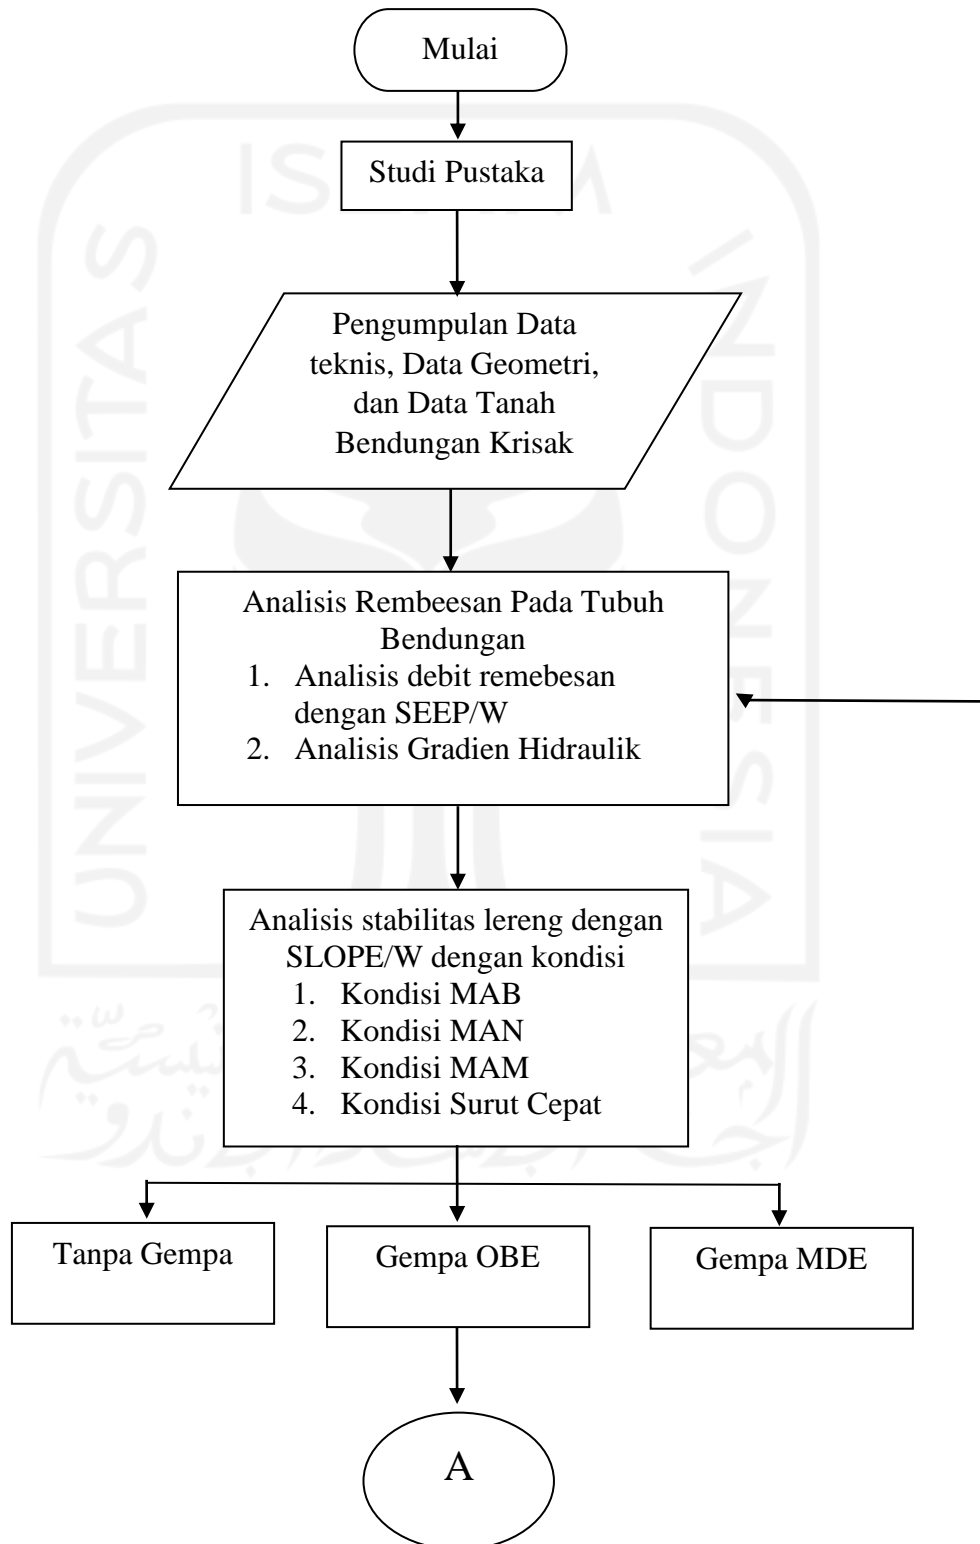 Mulai
Studi Pustaka
Pengumpulan Data
teknis, Data Geometri,
dan Data Tanah
Bendungan Krisak
Analisis Rembeesan Pada Tubuh
Bendungan
1. Analisis debit remebesan
dengan SEEP/W
2. Analisis Gradien Hidraulik
Analisis stabilitas lereng dengan
SLOPE/W dengan kondisi
1. Kondisi MAB
2. Kondisi MAN
3. Kondisi MAM
4. Kondisi Surut Cepat
Tanpa Gempa
Gempa OBE
Gempa MDE
A
UNIVERSITAS
INDONESIA